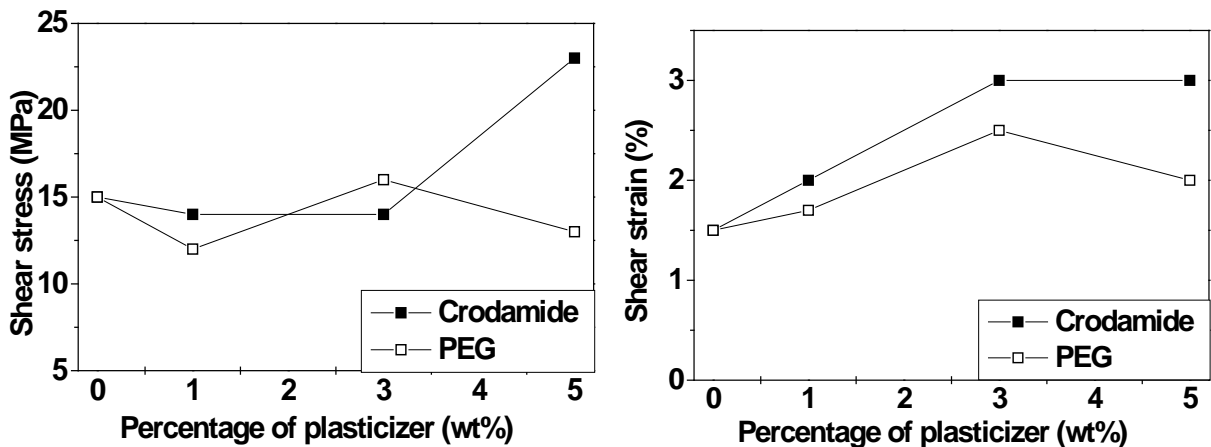 25
20
15
10
5
Shear stress (MPa)
Crodamide
PEG
0 1 2 3 4 5
Percentage of plasticizer (wt%)
3
2
1
0
Shear strain (%)
Crodamide
PEG
0 1 2 3 4 5
Percentage of plasticizer (wt%)